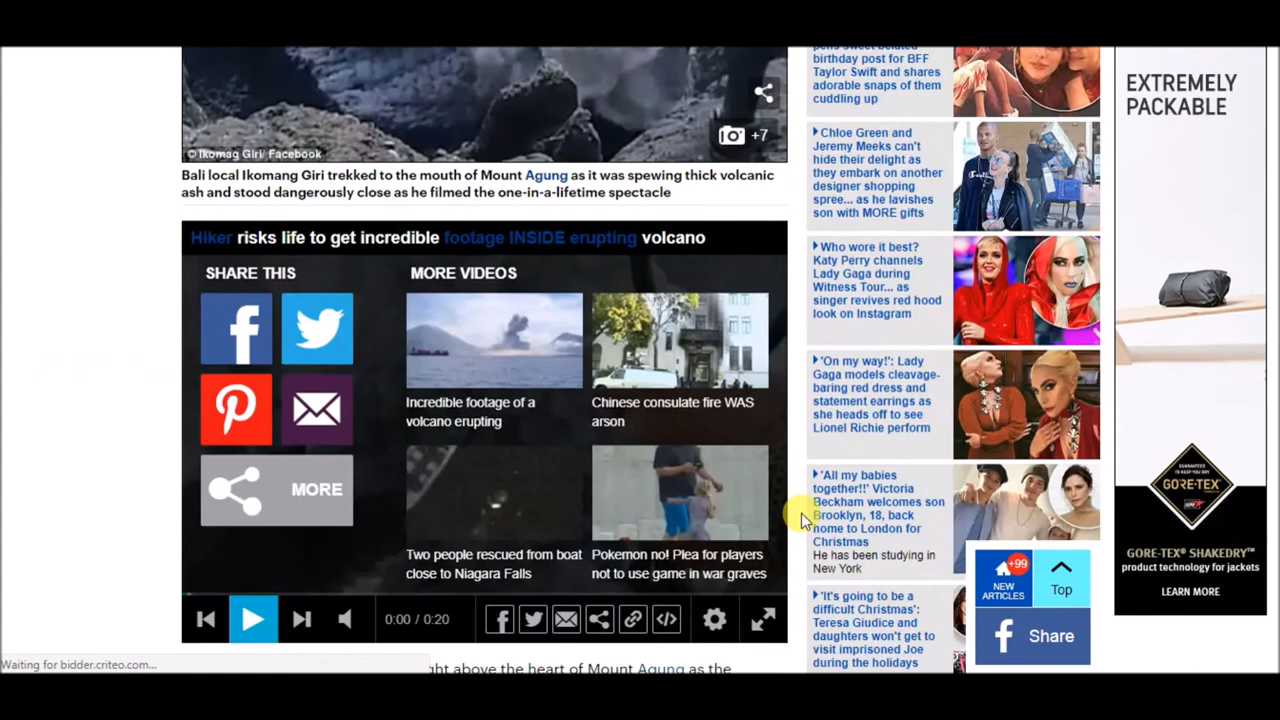 +7
© Ikomag Giri/ Facebook
Bali local Ikomang Giri trekked to the mouth of Mount Agung as it was spewing thick volcanic
ash and stood dangerously close as he filmed the one-in-a-lifetime spectacle
Hiker risks life to get incredible footage INSIDE erupting volcano
SHARE THIS
MORE VIDEOS
MORE
Incredible footage of a
volcano erupting
Chinese consulate fire WAS
arson
Two people rescued from boat
close to Niagara Falls
Pokemon no! Plea for players
not to use game in war graves
0:00 / 0:20
Waiting for bidder.criteo.com...
ght above the heart of Mount Agung as the
birthday post for BFF
Taylor Swift and shares
adorable snaps of them
cuddling up
Chloe Green and
Jeremy Meeks can't
hide their delight as
they embark on another
designer shopping
spree... as he lavishes
son with MORE gifts
Who wore it best?
Katy Perry channels
Lady Gaga during
Witness Tour... as
singer revives red hood
look on Instagram
'On my way!': Lady
Gaga models cleavage-
baring red dress and
statement earrings as
she heads off to see
Lionel Richie perform
'All my babies
together!!' Victoria
Beckham welcomes son
Brooklyn, 18, back
home to London for
Christmas
He has been studying in
New York
'It's going to be a
difficult Christmas':
Teresa Giudice and
daughters won't get to
visit imprisoned Joe
during the holidays
+99
NEW
ARTICLES
Top
f Share
EXTREMELY
PACKABLE
GUARANTEED
TO KEEP YOU DRY
GORE-TEX
GORE-TEX® SHAKEDRY™
product technology for jackets
LEARN MORE